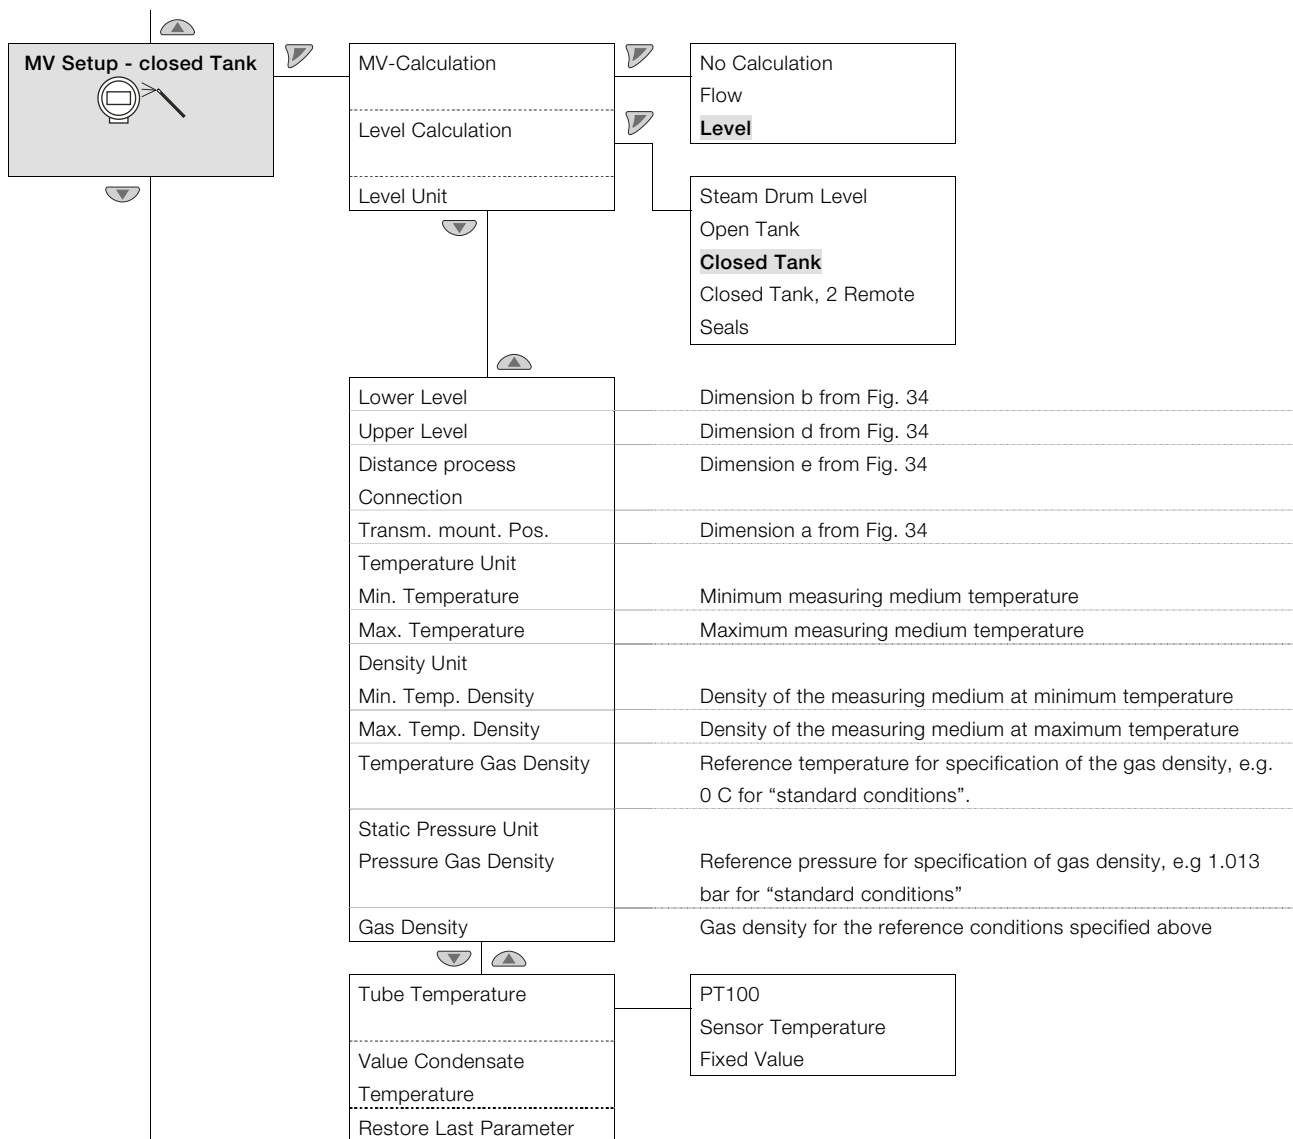 MV Setup - closed Tank
MV-Calculation
No Calculation
Flow
Level Calculation
Level
Level Unit
Steam Drum Level
Open Tank
Closed Tank
Closed Tank, 2 Remote
Seals
Lower Level
Dimension b from Fig. 34
Upper Level
Dimension d from Fig. 34
Distance process
Dimension e from Fig. 34
Connection
Transm. mount. Pos.
Dimension a from Fig. 34
Temperature Unit
Min. Temperature
Minimum measuring medium temperature
Max. Temperature
Maximum measuring medium temperature
Density Unit
Min. Temp. Density
Density of the measuring medium at minimum temperature
Max. Temp. Density
Density of the measuring medium at maximum temperature
Temperature Gas Density
Reference temperature for specification of the gas density, e.g.
0 C for “standard conditions”.
Static Pressure Unit
Pressure Gas Density
Reference pressure for specification of gas density, e.g 1.013
bar for “standard conditions”
Gas Density
Gas density for the reference conditions specified above
Tube Temperature
PT100
Sensor Temperature
Value Condensate
Fixed Value
Temperature
Restore Last Parameter